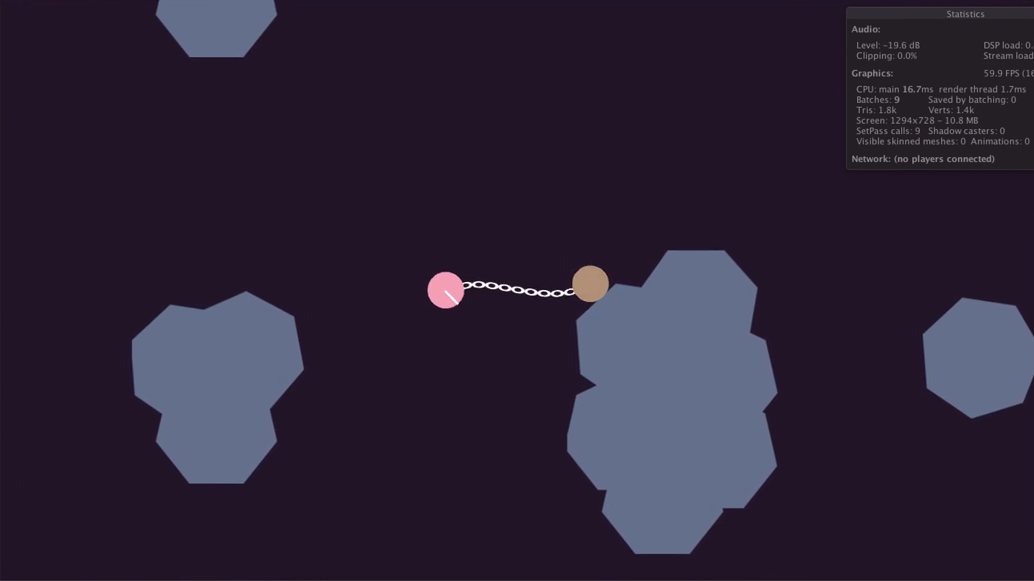 Statistics
Audio:
Level: -19.6 dB DSP load: 0.
Clipping: 0.0% Stream load
Graphics: 59.9 FPS (16
CPU: main 16.7ms render thread 1.7ms
Batches: 9 Saved by batching: 0
Tris: 1.8k Verts: 1.4k
Screen: 1294x728 - 10.8 MB
SetPass calls: 9 Shadow casters: 0
Visible skinned meshes: 0 Animations: 0
Network: (no players connected)